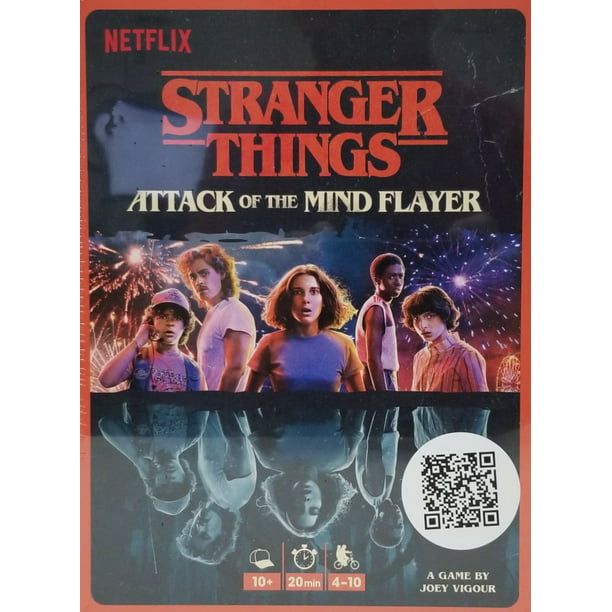 NETFLIX
STRANGER
THINGS
ATTACK OF THE MIND FLAYER
10+ 20min 4-10
A GAME BY
JOEY VIGOUR